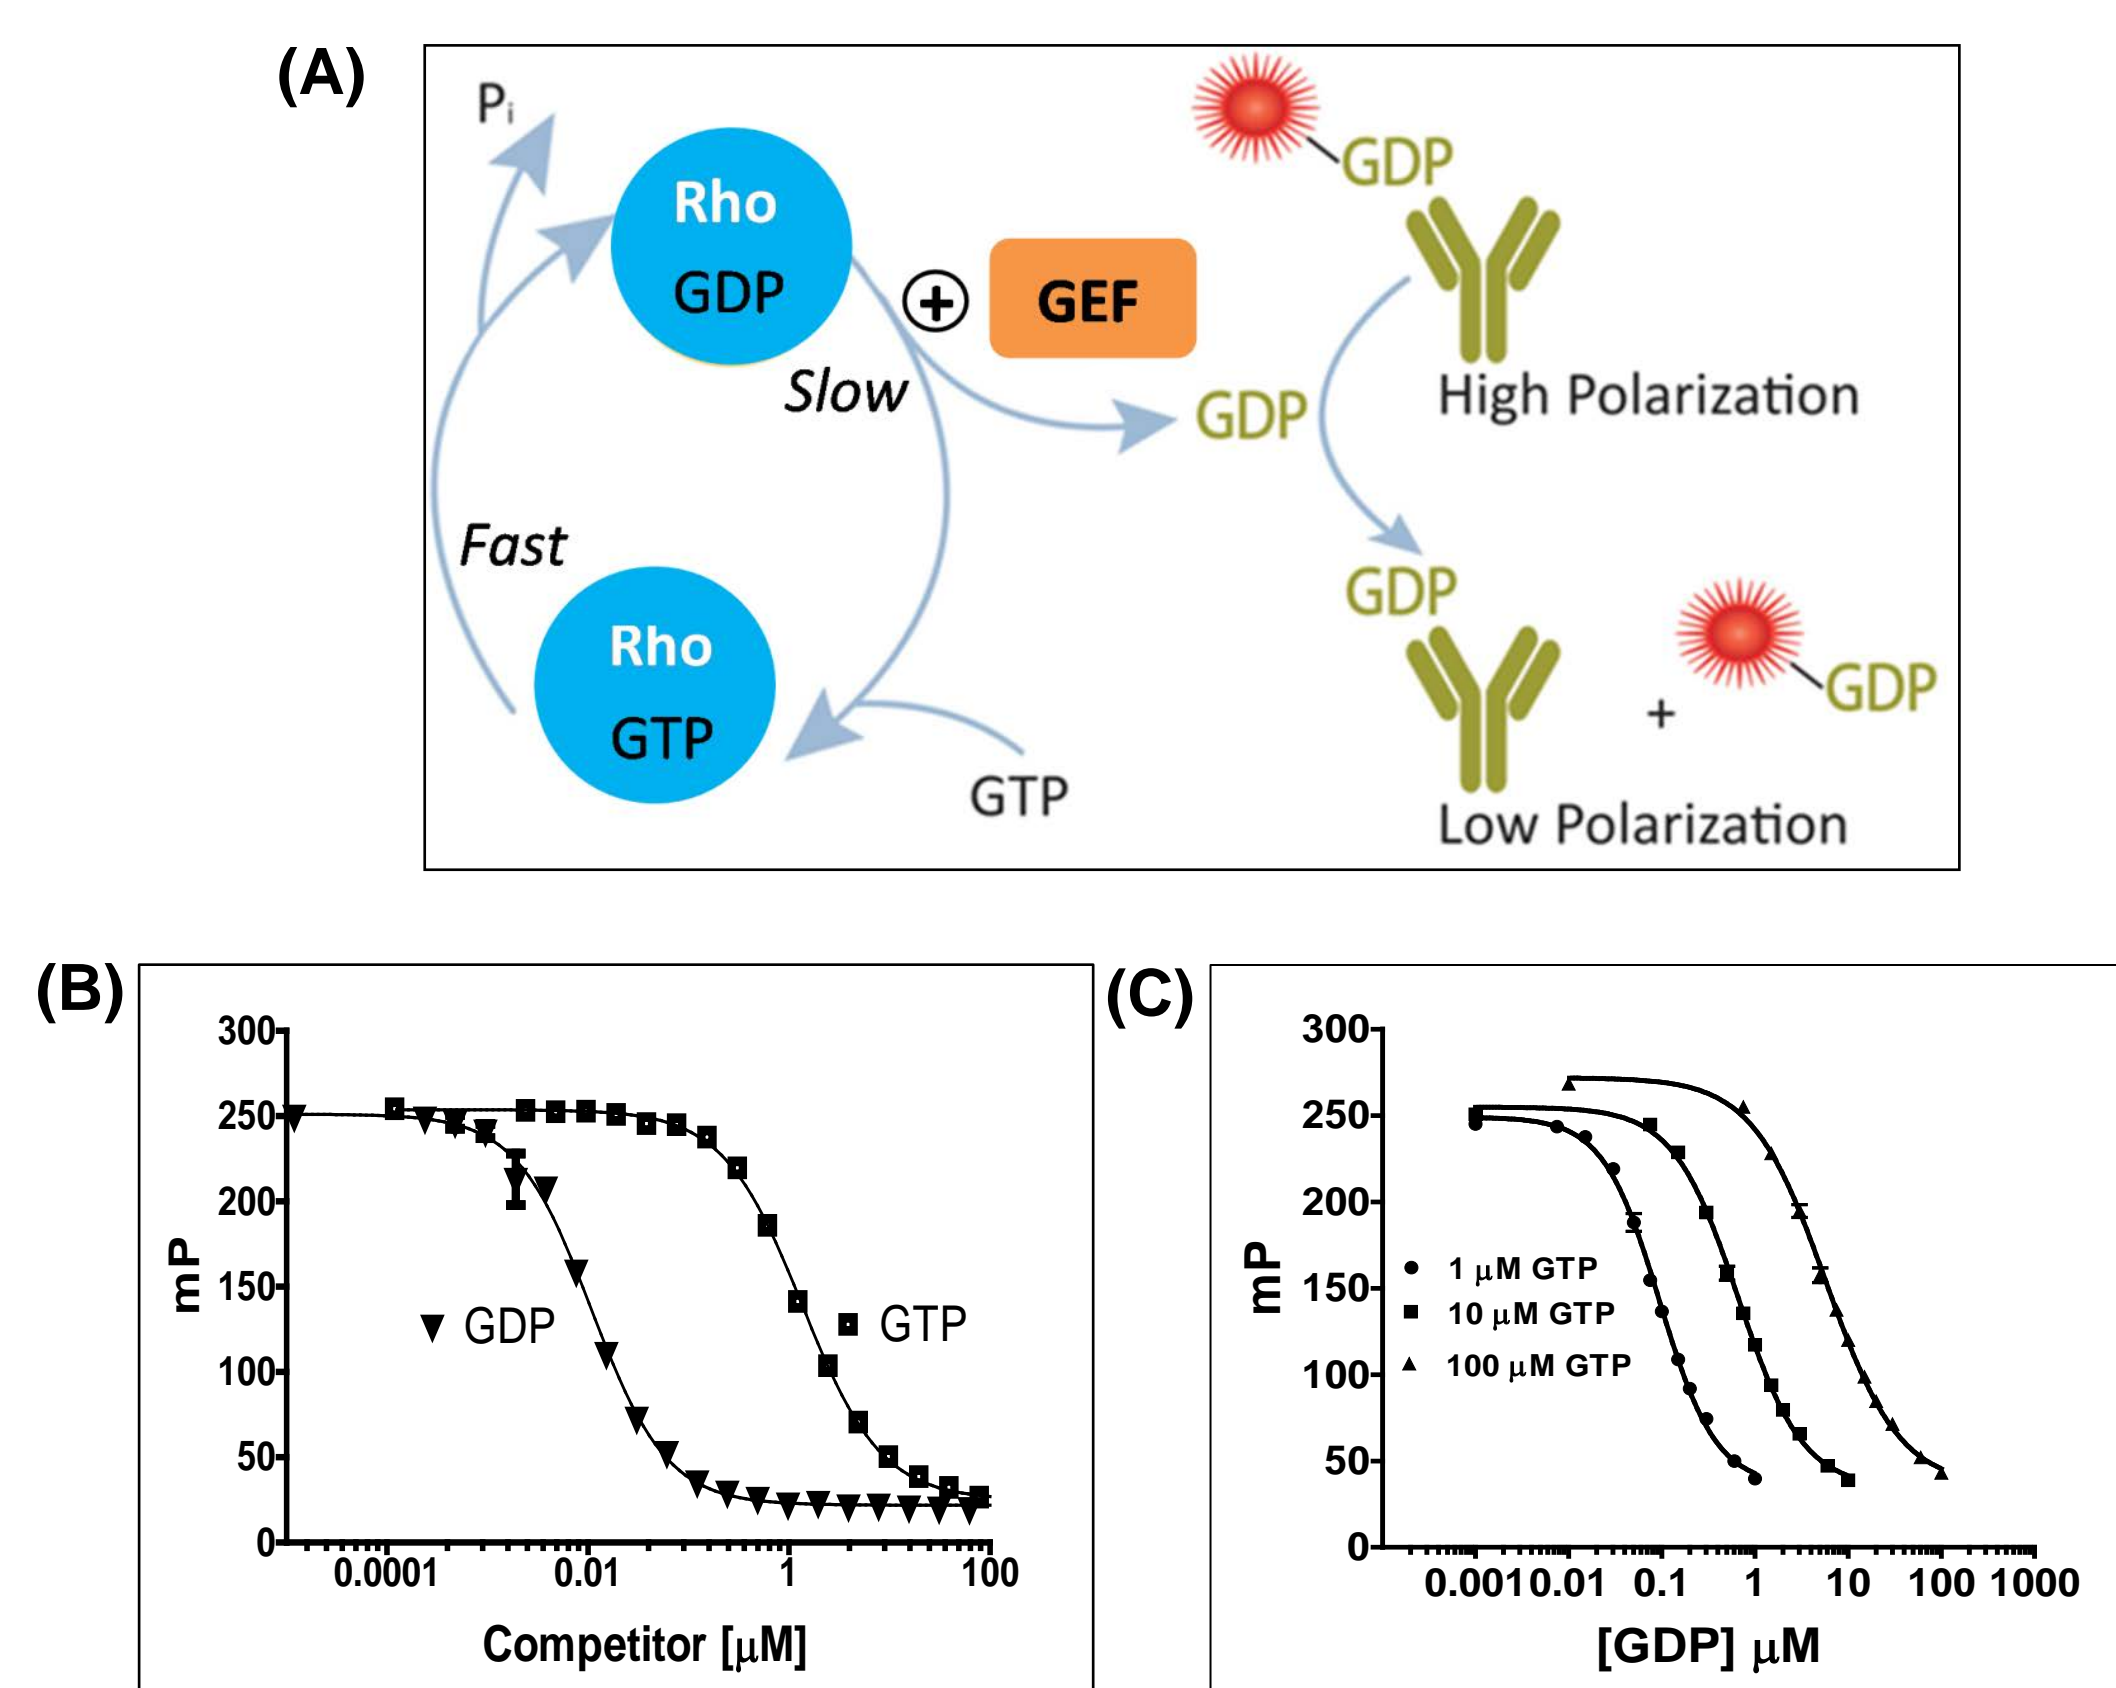 (A)
Pi
Rho
GDP
+
GEF
Slow
GDP
GDP
High Polarization
Fast
Rho
GTP
GTP
GDP
+
GDP
Low Polarization
(B)
300
250
200
150
100
50
0
mP
GDP
GTP
0.0001 0.01 1 100
Competitor [μM]
(C)
300
250
200
150
100
50
0
mP
1 μM GTP
10 μM GTP
100 μM GTP
0.001 0.01 0.1 1 10 100 1000
[GDP] μM